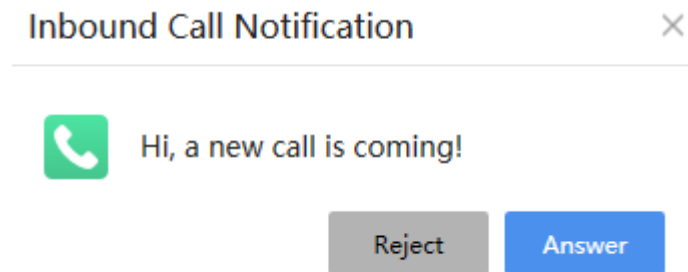 Inbound Call Notification
Hi, a new call is coming!
Reject Answer